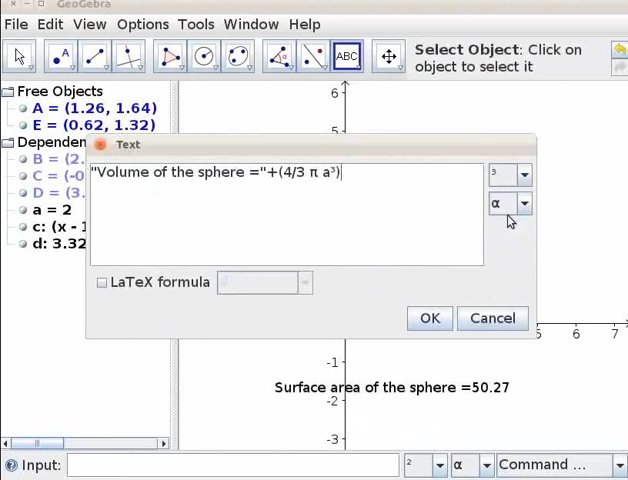 GeoGebra
File Edit View Options Tools Window Help
ABC
Select Object: Click on
object to select it
Free Objects
A = (1.26, 1.64)
E = (0.62, 1.32)
B = (2.
C = (-0
D = (3.
a = 2
c: (x - 1
d: 3.32
Text
"Volume of the sphere ="+(4/3 π a³)
³
α
LaTeX formula
OK Cancel
6
5
5 6 7
-1
Surface area of the sphere =50.27
-2
-3
Input:
²
α
Command ...